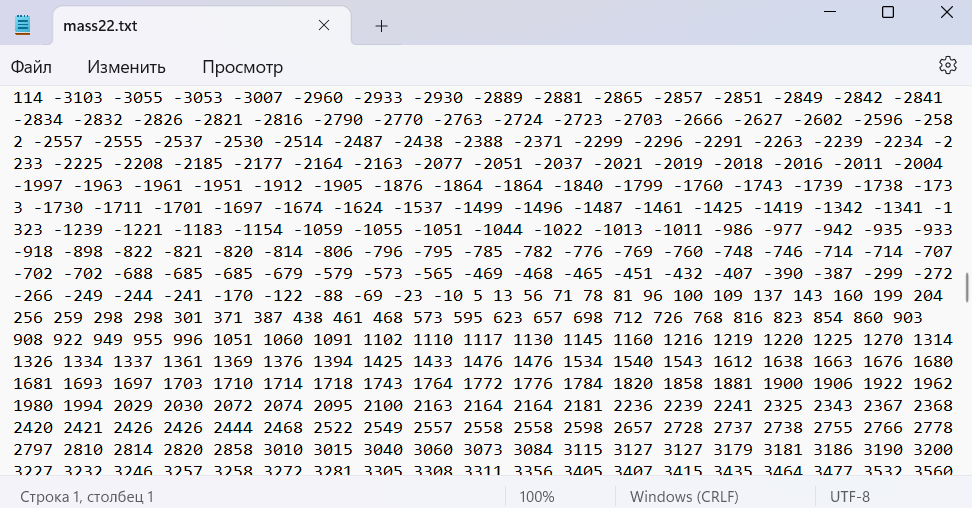 mass22.txt
Файл Изменить Просмотр
114 -3103 -3055 -3053 -3007 -2960 -2933 -2930 -2889 -2881 -2865 -2857 -2851 -2849 -2842 -2841
-2834 -2832 -2826 -2821 -2816 -2790 -2770 -2763 -2724 -2723 -2703 -2666 -2627 -2602 -2596 -258
2 -2557 -2555 -2537 -2530 -2514 -2487 -2438 -2388 -2371 -2299 -2296 -2291 -2263 -2239 -2234 -2
233 -2225 -2208 -2185 -2177 -2164 -2163 -2077 -2051 -2037 -2021 -2019 -2018 -2016 -2011 -2004
-1997 -1963 -1961 -1951 -1912 -1905 -1876 -1864 -1864 -1840 -1799 -1760 -1743 -1739 -1738 -173
3 -1730 -1711 -1701 -1697 -1674 -1624 -1537 -1499 -1496 -1487 -1461 -1425 -1419 -1342 -1341 -1
323 -1239 -1221 -1183 -1154 -1059 -1055 -1051 -1044 -1022 -1013 -1011 -986 -977 -942 -935 -933
-918 -898 -822 -821 -820 -814 -806 -796 -795 -785 -782 -776 -769 -760 -748 -746 -714 -714 -707
-702 -702 -688 -685 -685 -679 -579 -573 -565 -469 -468 -465 -451 -432 -407 -390 -387 -299 -272
-266 -249 -244 -241 -170 -122 -88 -69 -23 -10 5 13 56 71 78 81 96 100 109 137 143 160 199 204
256 259 298 298 301 371 387 438 461 468 573 595 623 657 698 712 726 768 816 823 854 860 903
908 922 949 955 996 1051 1060 1091 1102 1110 1117 1130 1145 1160 1216 1219 1220 1225 1270 1314
1326 1334 1337 1361 1369 1376 1394 1425 1433 1476 1476 1534 1540 1543 1612 1638 1663 1676 1680
1681 1693 1697 1703 1710 1714 1718 1743 1764 1772 1776 1784 1820 1858 1881 1900 1906 1922 1962
1980 1994 2029 2030 2072 2074 2095 2100 2163 2164 2164 2181 2236 2239 2241 2325 2343 2367 2368
2420 2421 2426 2426 2444 2468 2522 2549 2557 2558 2558 2598 2657 2728 2737 2738 2755 2766 2778
2797 2810 2814 2820 2858 3010 3015 3040 3060 3073 3084 3115 3127 3127 3179 3181 3186 3190 3200
3227 3232 3246 3257 3258 3272 3281 3305 3308 3311 3356 3405 3407 3415 3435 3464 3477 3532 3560
Строка 1, столбец 1 100% Windows (CRLF) UTF-8